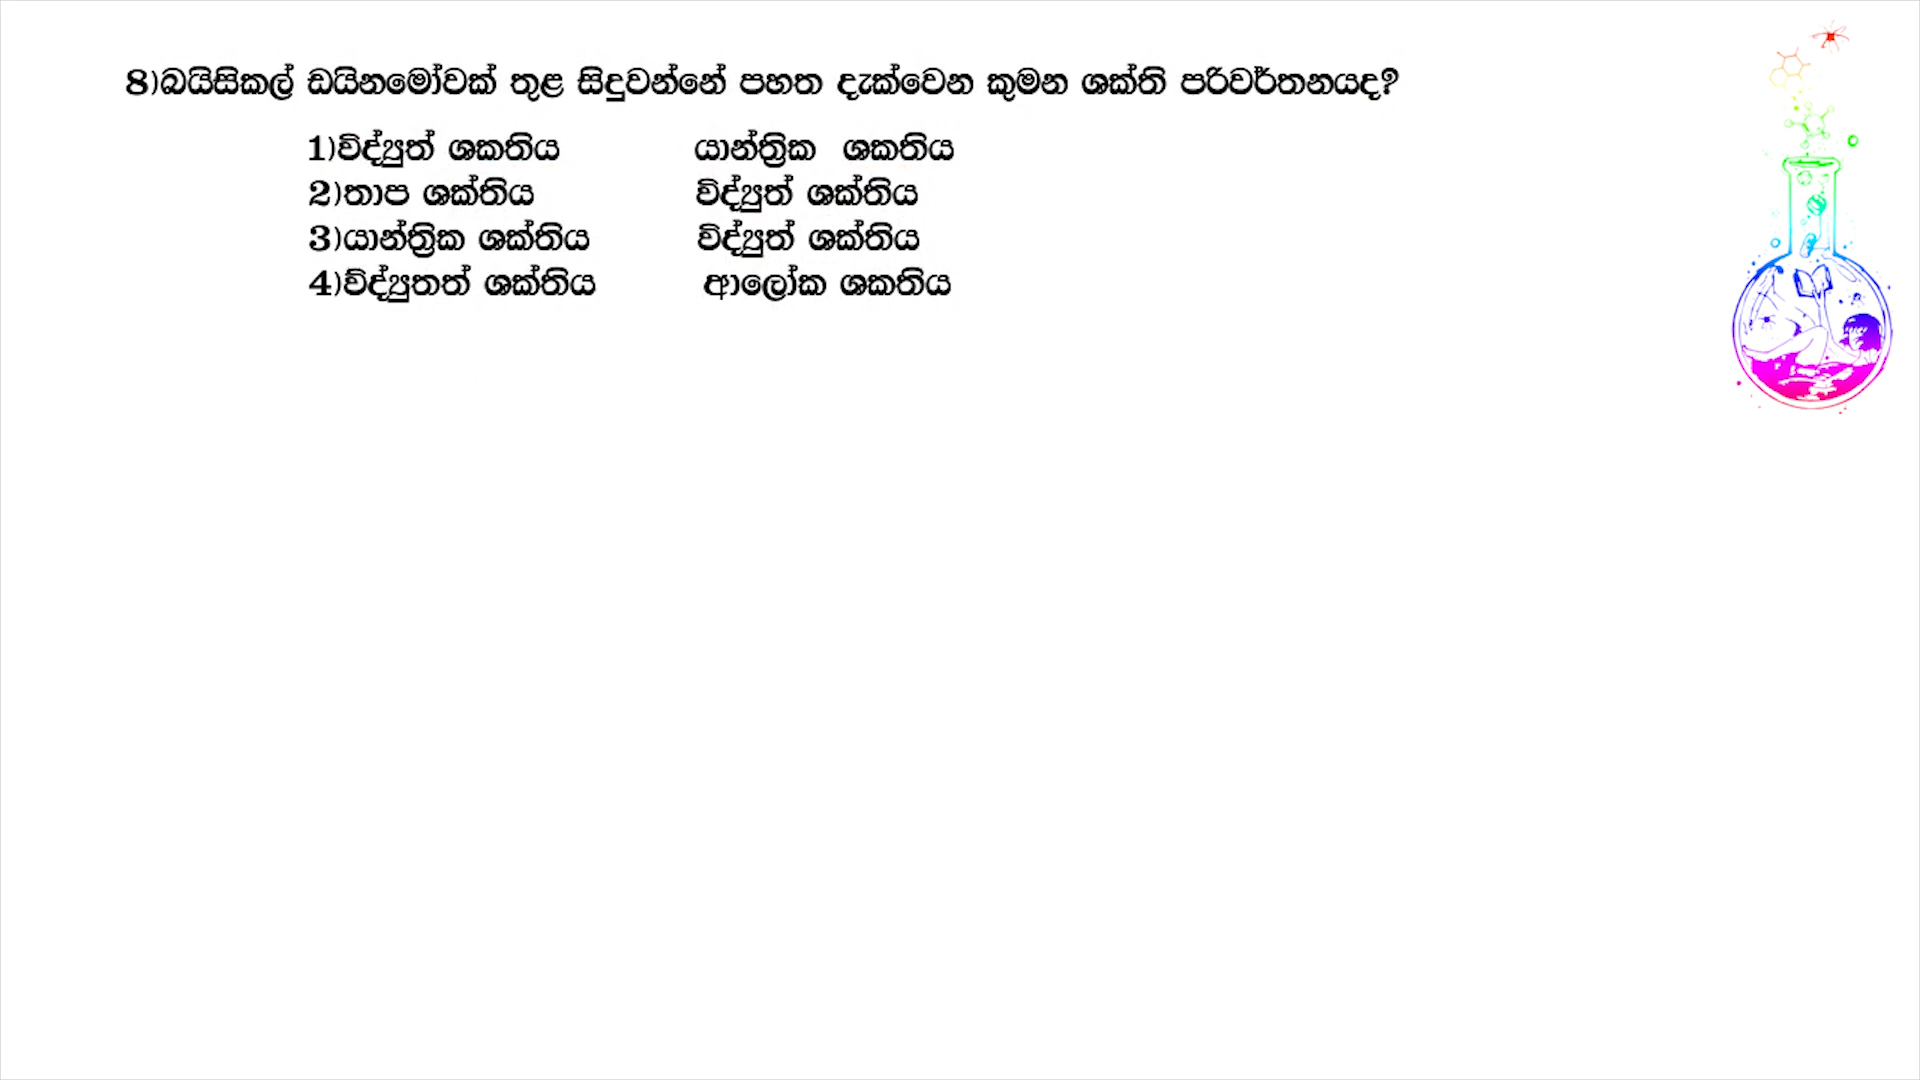 8)බයිසිකල් ඩයිනමෝවක් තුළ සිදුවන්නේ පහත දැක්වෙන කුමන ශක්ති පරිවර්තනයද?
1)විද්‍යුත් ශකතිය යාන්ත්‍රික ශකතිය
2)තාප ශක්තිය විද්‍යුත් ශක්තිය
3)යාන්ත්‍රික ශක්තිය විද්‍යුත් ශක්තිය
4)විද්‍යුතත් ශක්තිය ආලෝක ශකතිය